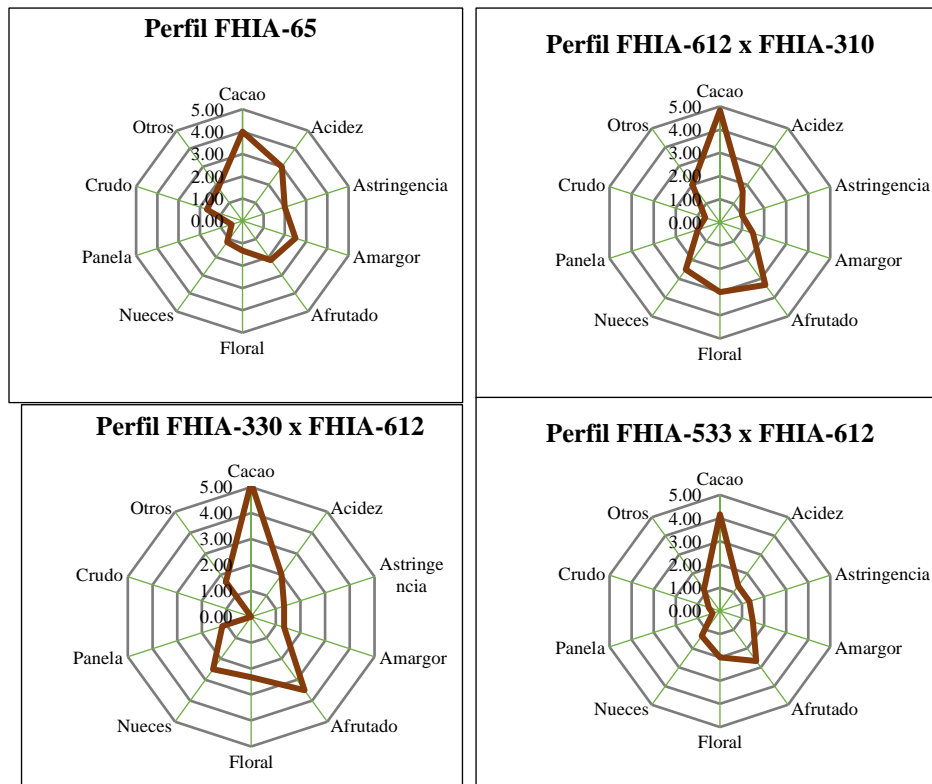 Perfil FHIA-65
Cacao
Acidez
Astringencia
Amargor
Afrutado
Floral
Nueces
Panela
Crudo
Otros
5.00
4.00
3.00
2.00
1.00
0.00
Perfil FHIA-612 x FHIA-310
Cacao
Acidez
Astringencia
Amargor
Afrutado
Floral
Nueces
Panela
Crudo
Otros
5.00
4.00
3.00
2.00
1.00
0.00
Perfil FHIA-330 x FHIA-612
Cacao
Acidez
Astringe
ncia
Amargor
Afrutado
Floral
Nueces
Panela
Crudo
Otros
5.00
4.00
3.00
2.00
1.00
0.00
Perfil FHIA-533 x FHIA-612
Cacao
Acidez
Astringencia
Amargor
Afrutado
Floral
Nueces
Panela
Crudo
Otros
5.00
4.00
3.00
2.00
1.00
0.00